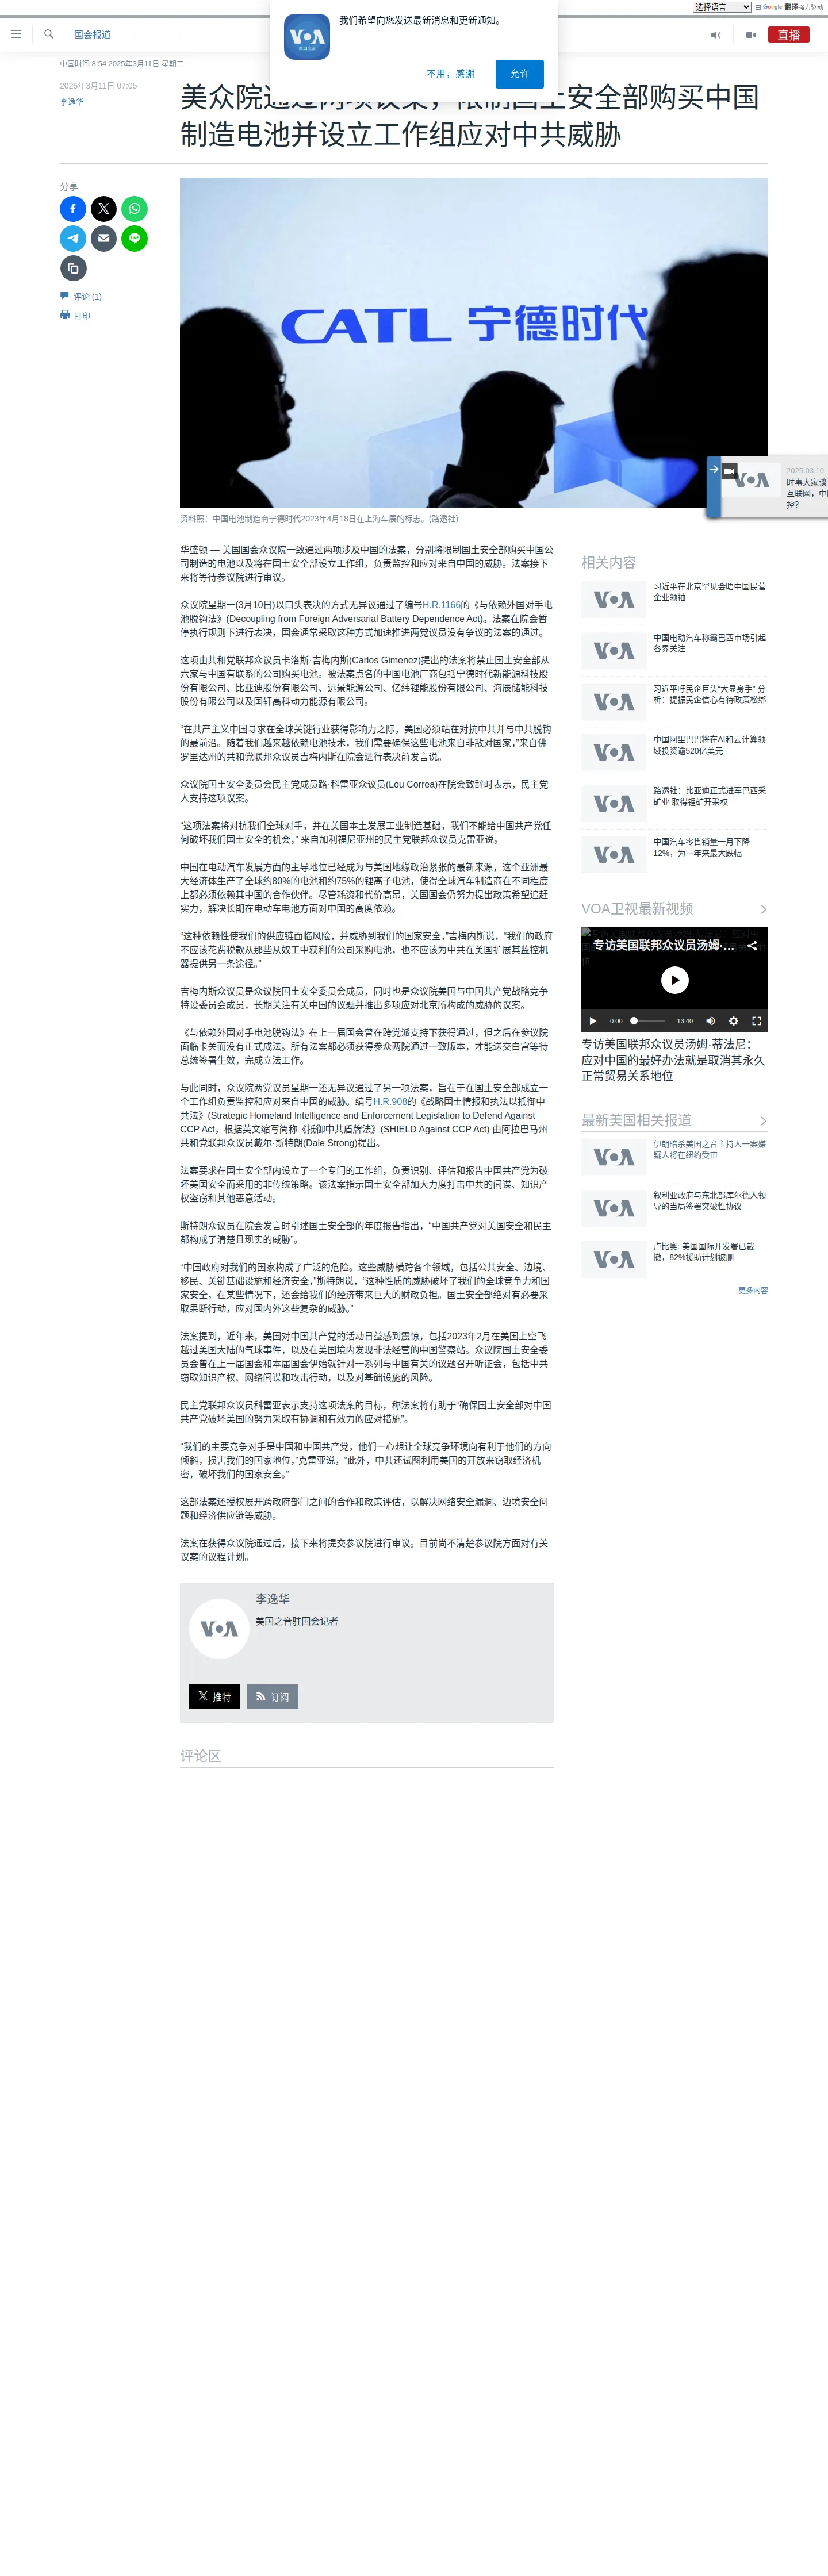 选择语言
由 Google 翻译强力驱动
国会报道
直播
VOA
美国之音
我们希望向您发送最新消息和更新通知。
不用，感谢
允许
中国时间 8:54 2025年3月11日 星期二
2025年3月11日 07:05
李逸华
土安全部购买中国
制造电池并设立工作组应对中共威胁
分享
评论 (1)
打印
CATL 宁德时代
资料照：中国电池制造商宁德时代2023年4月18日在上海车展的标志。(路透社)
2025.03.10
时事大家谈
互联网，中
控?
华盛顿 — 美国国会众议院一致通过两项涉及中国的法案，分别将限制国土安全部购买中国公
司制造的电池以及将在国土安全部设立工作组，负责监控和应对来自中国的威胁。法案接下
来将等待参议院进行审议。
众议院星期一(3月10日)以口头表决的方式无异议通过了编号H.R.1166的《与依赖外国对手电
池脱钩法》(Decoupling from Foreign Adversarial Battery Dependence Act)。法案在院会暂
停执行规则下进行表决，国会通常采取这种方式加速推进两党议员没有争议的法案的通过。
这项由共和党联邦众议员卡洛斯·吉梅内斯(Carlos Gimenez)提出的法案将禁止国土安全部从
六家与中国有联系的公司购买电池。被法案点名的中国电池厂商包括宁德时代新能源科技股
份有限公司、比亚迪股份有限公司、远景能源公司、亿纬锂能股份有限公司、海辰储能科技
股份有限公司以及国轩高科动力能源有限公司。
“在共产主义中国寻求在全球关键行业获得影响力之际，美国必须站在对抗中共并与中共脱钩
的最前沿。随着我们越来越依赖电池技术，我们需要确保这些电池来自非敌对国家，”来自佛
罗里达州的共和党联邦众议员吉梅内斯在院会进行表决前发言说。
众议院国土安全委员会民主党成员路·科雷亚众议员(Lou Correa)在院会致辞时表示，民主党
人支持这项议案。
“这项法案将对抗我们全球对手，并在美国本土发展工业制造基础，我们不能给中国共产党任
何破坏我们国土安全的机会，” 来自加利福尼亚州的民主党联邦众议员克雷亚说。
中国在电动汽车发展方面的主导地位已经成为与美国地缘政治紧张的最新来源，这个亚洲最
大经济体生产了全球约80%的电池和约75%的锂离子电池，使得全球汽车制造商在不同程度
上都必须依赖其中国的合作伙伴。尽管耗资和代价高昂，美国国会仍努力提出政策希望追赶
实力，解决长期在电动车电池方面对中国的高度依赖。
“这种依赖性使我们的供应链面临风险，并威胁到我们的国家安全，”吉梅内斯说，“我们的政府
不应该花费税款从那些从奴工中获利的公司采购电池，也不应该为中共在美国扩展其监控机
器提供另一条途径。”
吉梅内斯众议员是众议院国土安全委员会成员，同时也是众议院美国与中国共产党战略竞争
特设委员会成员，长期关注有关中国的议题并推出多项应对北京所构成的威胁的议案。
《与依赖外国对手电池脱钩法》在上一届国会曾在跨党派支持下获得通过，但之后在参议院
面临卡关而没有正式成法。所有法案都必须获得参众两院通过一致版本，才能送交白宫等待
总统签署生效，完成立法工作。
与此同时，众议院两党议员星期一还无异议通过了另一项法案，旨在于在国土安全部成立一
个工作组负责监控和应对来自中国的威胁。编号H.R.908的《战略国土情报和执法以抵御中
共法》(Strategic Homeland Intelligence and Enforcement Legislation to Defend Against
CCP Act，根据英文缩写简称《抵御中共盾牌法》(SHIELD Against CCP Act) 由阿拉巴马州
共和党联邦众议员戴尔·斯特朗(Dale Strong)提出。
法案要求在国土安全部内设立了一个专门的工作组，负责识别、评估和报告中国共产党为破
坏美国安全而采用的非传统策略。该法案指示国土安全部加大力度打击中共的间谍、知识产
权盗窃和其他恶意活动。
斯特朗众议员在院会发言时引述国土安全部的年度报告指出，“中国共产党对美国安全和民主
都构成了清楚且现实的威胁”。
“中国政府对我们的国家构成了广泛的危险。这些威胁横跨各个领域，包括公共安全、边境、
移民、关键基础设施和经济安全，”斯特朗说，“这种性质的威胁破坏了我们的全球竞争力和国
家安全，在某些情况下，还会给我们的经济带来巨大的财政负担。国土安全部绝对有必要采
取果断行动，应对国内外这些复杂的威胁。”
法案提到，近年来，美国对中国共产党的活动日益感到震惊，包括2023年2月在美国上空飞
越过美国大陆的气球事件，以及在美国境内发现非法经营的中国警察站。众议院国土安全委
员会曾在上一届国会和本届国会伊始就针对一系列与中国有关的议题召开听证会，包括中共
窃取知识产权、网络间谍和攻击行动，以及对基础设施的风险。
民主党联邦众议员科雷亚表示支持这项法案的目标，称法案将有助于“确保国土安全部对中国
共产党破坏美国的努力采取有协调和有效力的应对措施”。
“我们的主要竞争对手是中国和中国共产党，他们一心想让全球竞争环境向有利于他们的方向
倾斜，损害我们的国家地位，”克雷亚说，“此外，中共还试图利用美国的开放来窃取经济机
密，破坏我们的国家安全。”
这部法案还授权展开跨政府部门之间的合作和政策评估，以解决网络安全漏洞、边境安全问
题和经济供应链等威胁。
法案在获得众议院通过后，接下来将提交参议院进行审议。目前尚不清楚参议院方面对有关
议案的议程计划。
李逸华
美国之音驻国会记者
VOA
推特
订阅
评论区
相关内容
习近平在北京罕见会晤中国民营
企业领袖
中国电动汽车称霸巴西市场引起
各界关注
习近平吁民企巨头“大显身手” 分
析：提振民企信心有待政策松绑
中国阿里巴巴将在AI和云计算领
域投资逾520亿美元
路透社：比亚迪正式进军巴西采
矿业 取得锂矿开采权
中国汽车零售销量一月下降
12%，为一年来最大跌幅
VOA卫视最新视频
专访美国联邦众议员汤姆·...
0:00
13:40
专访美国联邦众议员汤姆·蒂法尼：
应对中国的最好办法就是取消其永久
正常贸易关系地位
最新美国相关报道
伊朗暗杀美国之音主持人一案嫌
疑人将在纽约受审
叙利亚政府与东北部库尔德人领
导的当局签署突破性协议
卢比奥: 美国国际开发署已裁
撤，82%援助计划被删
更多内容